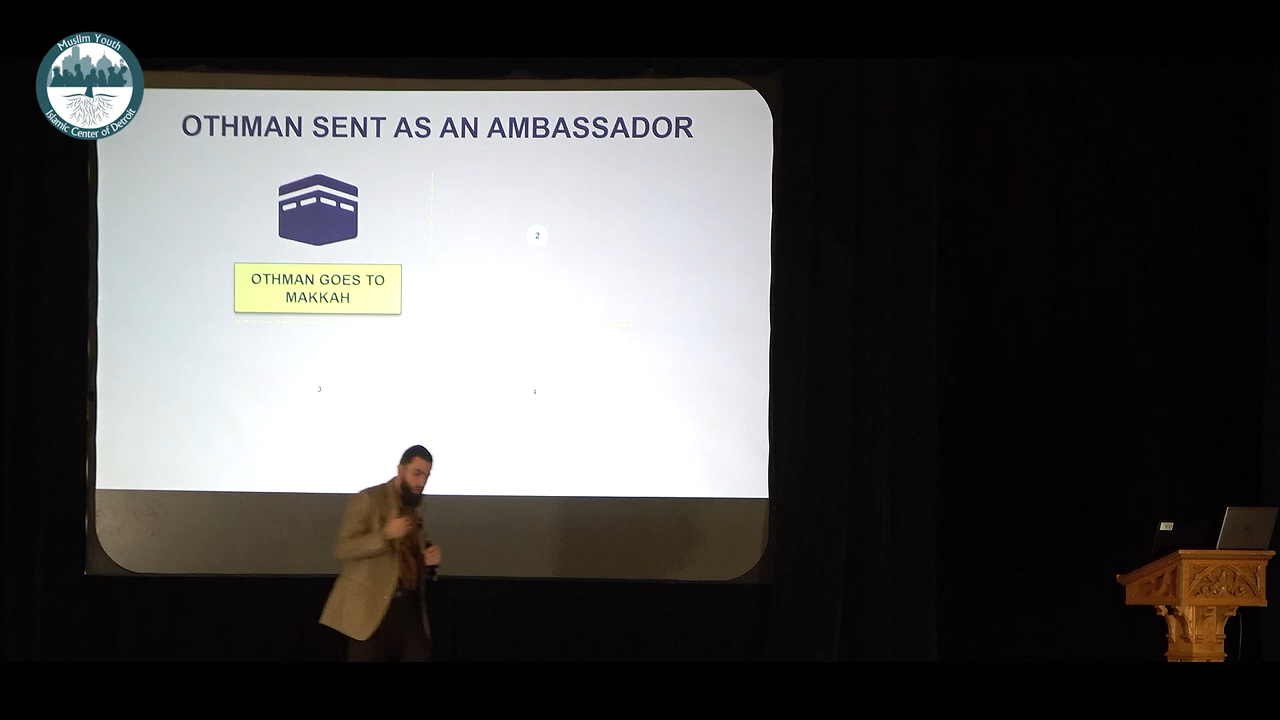 Muslim Youth
Islamic Center of Detroit
OTHMAN SENT AS AN AMBASSADOR
2
OTHMAN GOES TO
MAKKAH
3
4